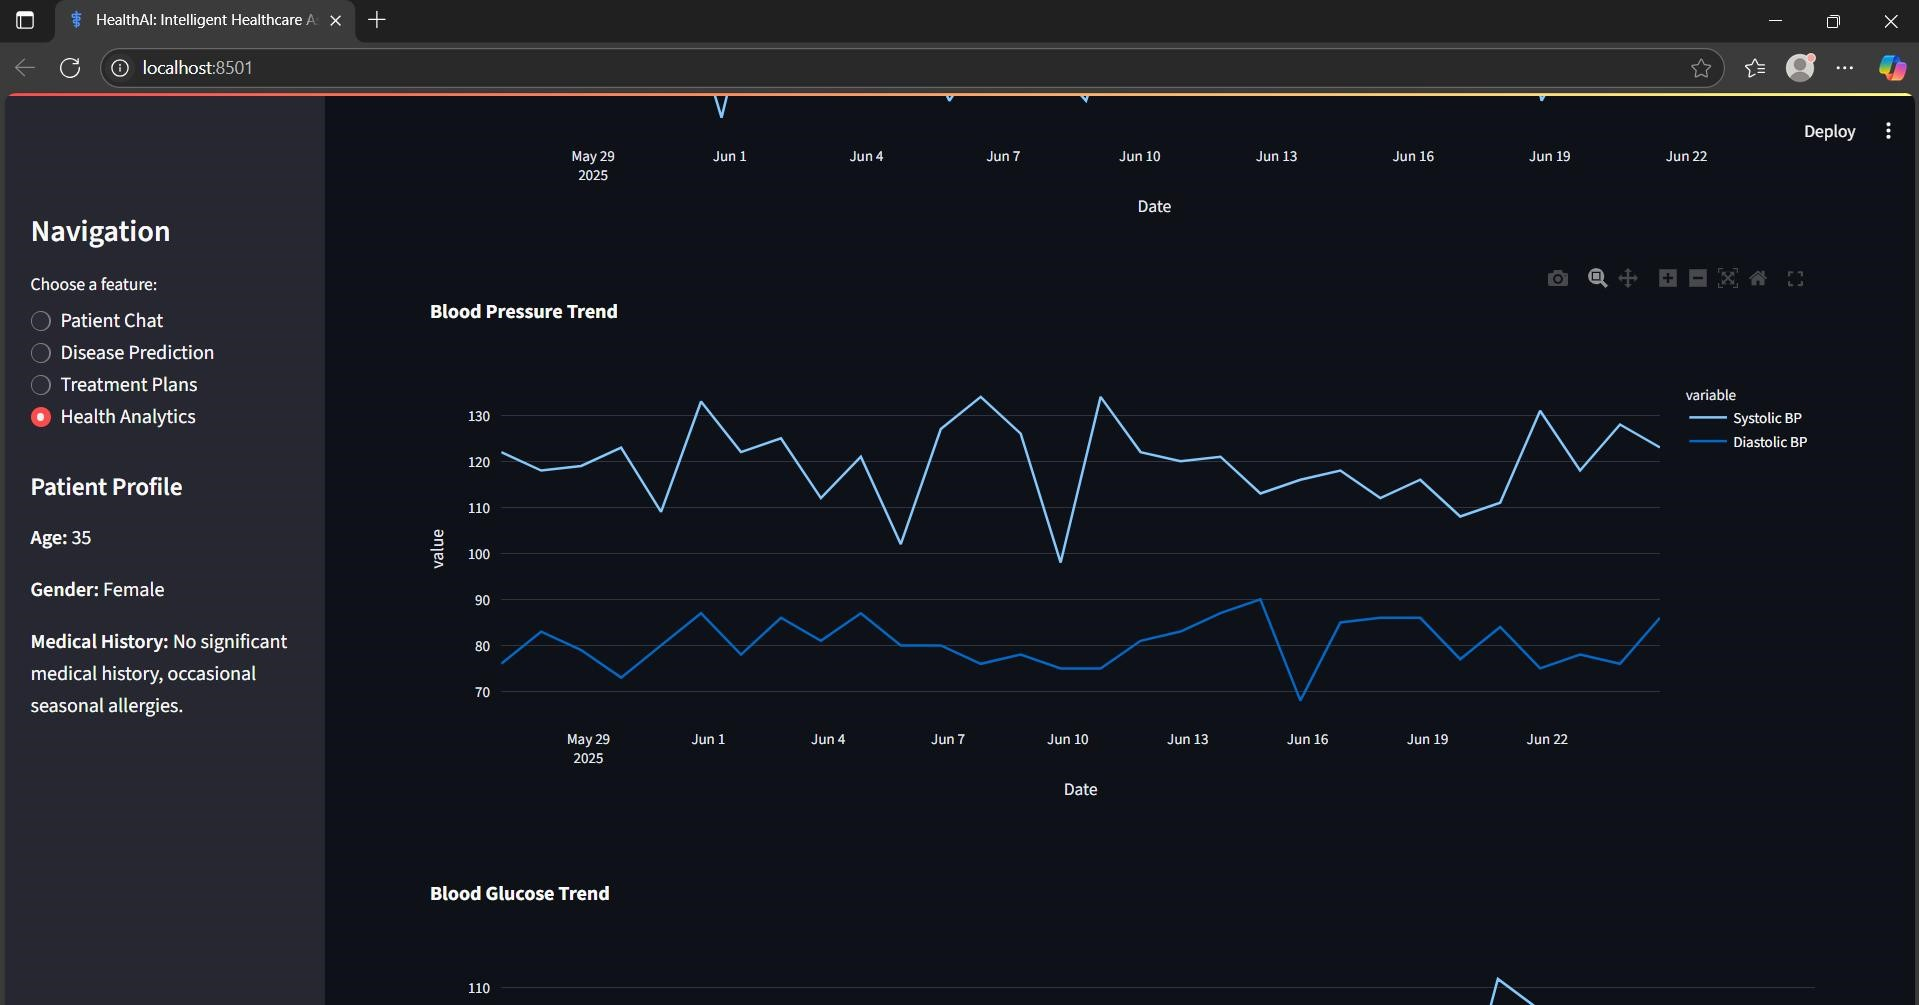 HealthAI: Intelligent Healthcare A
localhost:8501
Deploy
May 29 Jun 1 Jun 4 Jun 7 Jun 10 Jun 13 Jun 16 Jun 19 Jun 22
2025
Date
Navigation
Choose a feature:
Patient Chat
Disease Prediction
Treatment Plans
Health Analytics
Patient Profile
Age: 35
Gender: Female
Medical History: No significant
medical history, occasional
seasonal allergies.
Blood Pressure Trend
variable
Systolic BP
Diastolic BP
130
120
110
100
90
80
70
value
May 29 Jun 1 Jun 4 Jun 7 Jun 10 Jun 13 Jun 16 Jun 19 Jun 22
2025
Date
Blood Glucose Trend
110